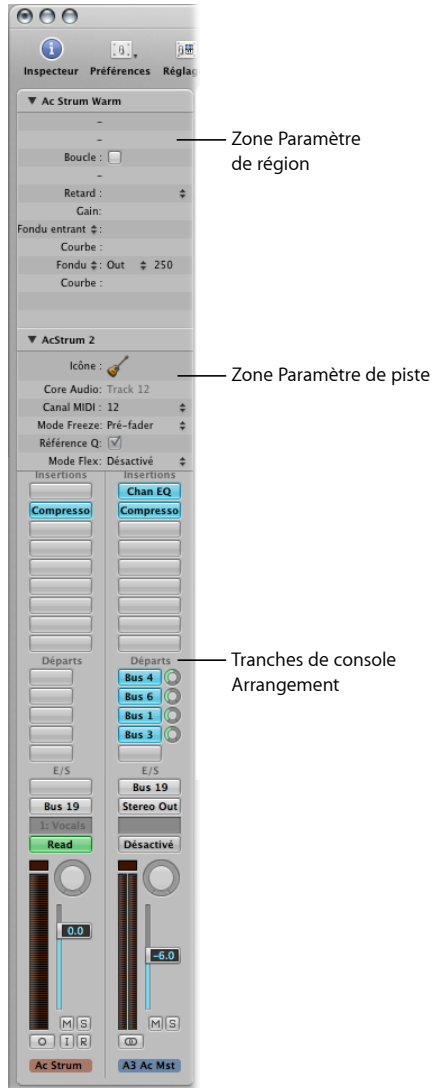 Inspecteur Préférences Réglag
Ac Strum Warm
Zone Paramètre
de région
Boucle :
Retard :
Gain:
Fondu entrant :
Courbe :
Fondu : Out 250
Courbe :
AcStrum 2
Icône :
Zone Paramètre de piste
Core Audio: Track 12
Canal MIDI : 12
Mode Freeze: Pré-fader
Référence Q:
Mode Flex: Désactivé
Insertions Insertions
Chan EQ
Compresso Compresso
Départs Départs
Tranches de console
Arrangement
Bus 4
Bus 6
Bus 1
Bus 3
E/S E/S
Bus 19
Bus 19 Stereo Out
1: Vocals
Read Désactivé
0.0
-6.0
M S M S
I R
Ac Strum A3 Ac Mst